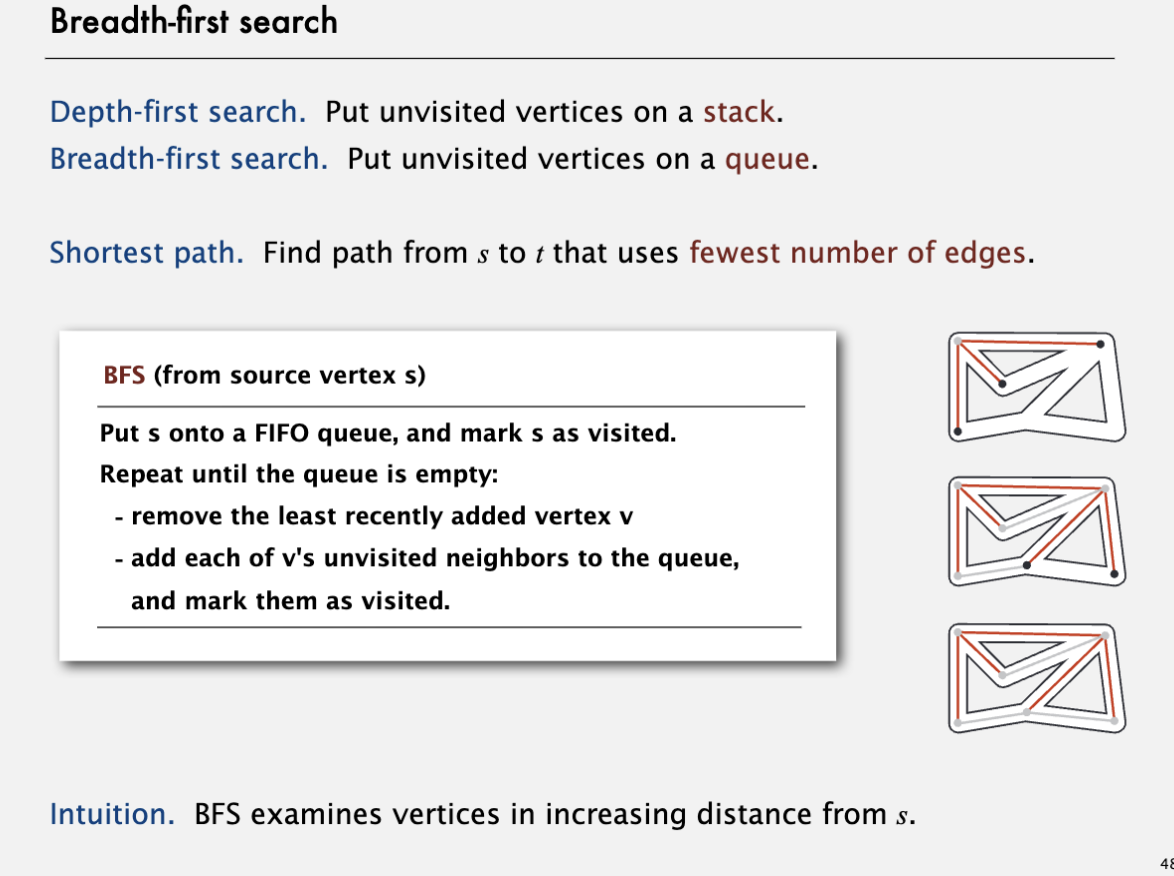 Breadth-first search
Depth-first search. Put unvisited vertices on a stack.
Breadth-first search. Put unvisited vertices on a queue.
Shortest path. Find path from s to t that uses fewest number of edges.
BFS (from source vertex s)
Put s onto a FIFO queue, and mark s as visited.
Repeat until the queue is empty:
- remove the least recently added vertex v
- add each of v's unvisited neighbors to the queue,
and mark them as visited.
Intuition. BFS examines vertices in increasing distance from s.
48